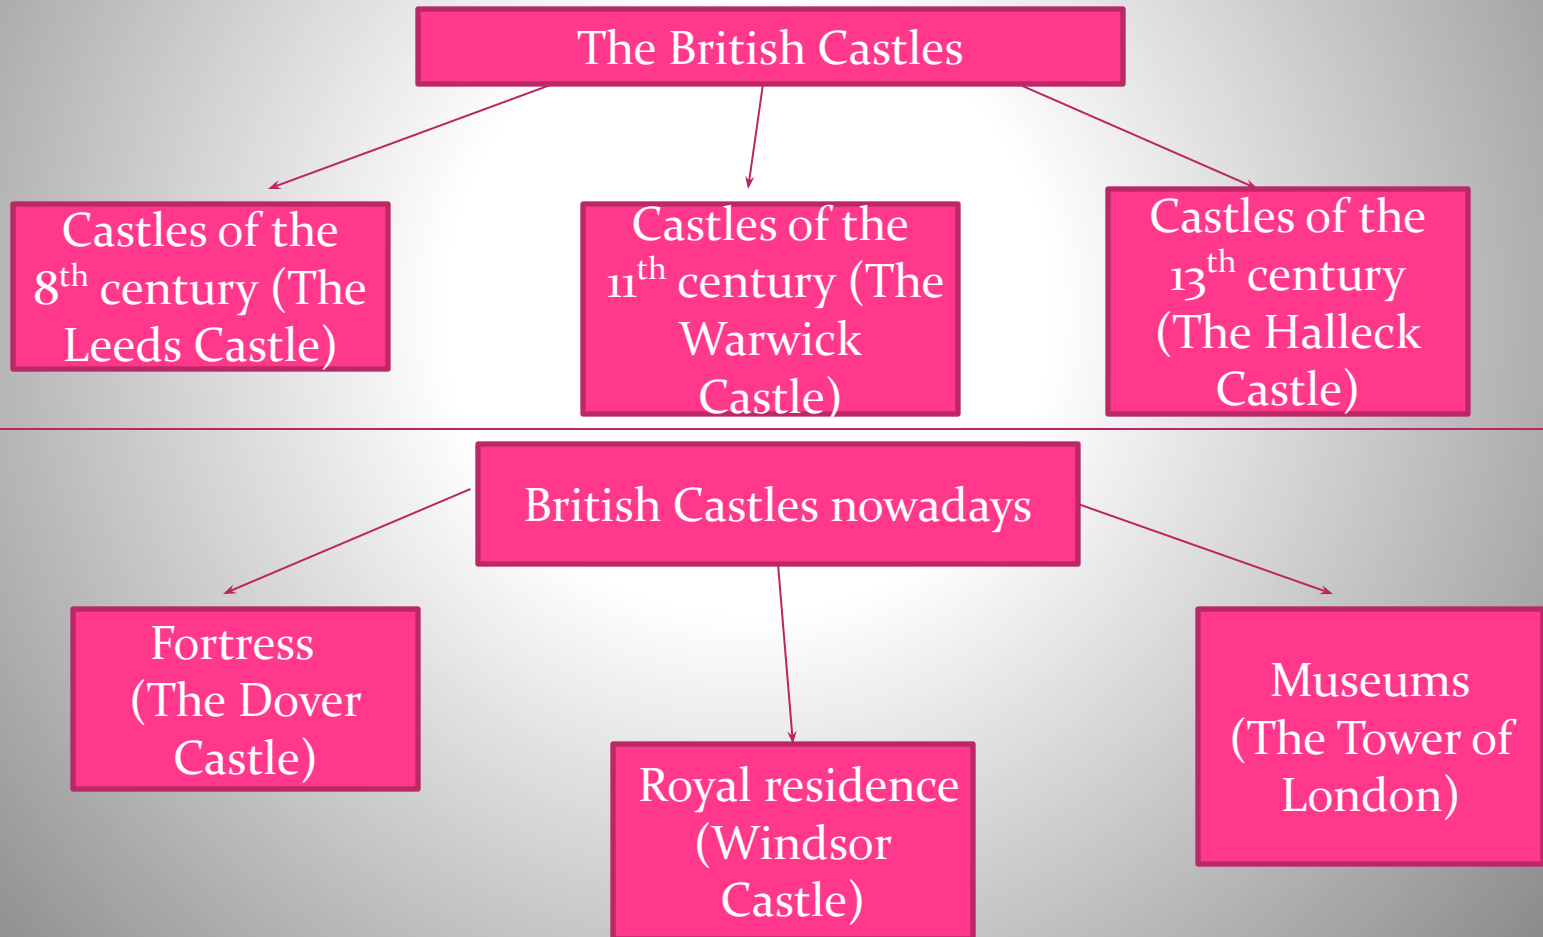 The British Castles
Castles of the
8th century (The
Leeds Castle)
Castles of the
11th century (The
Warwick
Castle)
Castles of the
13th century
(The Halleck
Castle)
British Castles nowadays
Fortress
(The Dover
Castle)
Royal residence
(Windsor
Castle)
Museums
(The Tower of
London)